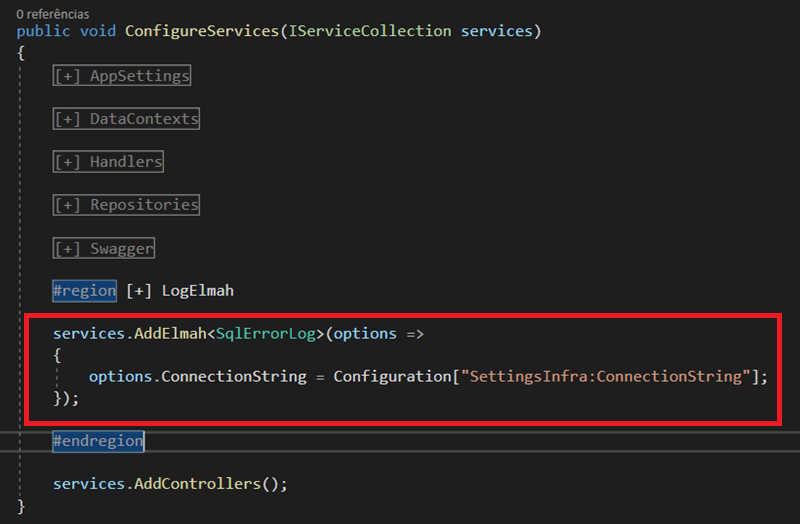 0 referências
public void ConfigureServices(IServiceCollection services)
{
[+] AppSettings
[+] DataContexts
[+] Handlers
[+] Repositories
[+] Swagger
#region [+] LogElmah
services.AddElmah<SqlErrorLog>(options =>
{
options.ConnectionString = Configuration["SettingsInfra:ConnectionString"];
});
#endregion
services.AddControllers();
}